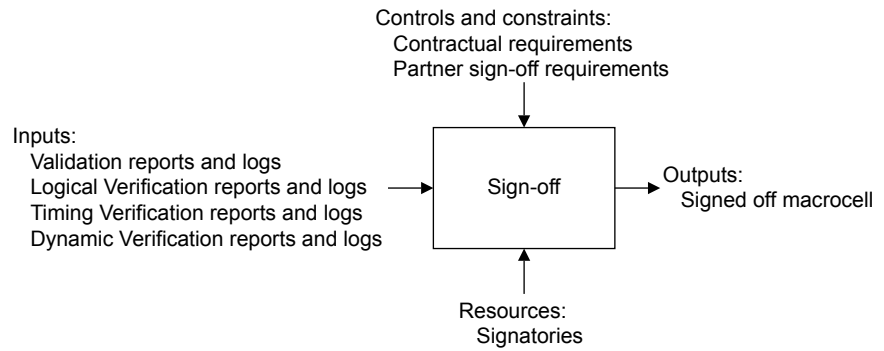 Controls and constraints:
Contractual requirements
Partner sign-off requirements
Inputs:
Validation reports and logs
Logical Verification reports and logs
Timing Verification reports and logs
Dynamic Verification reports and logs
Sign-off
Outputs:
Signed off macrocell
Resources:
Signatories